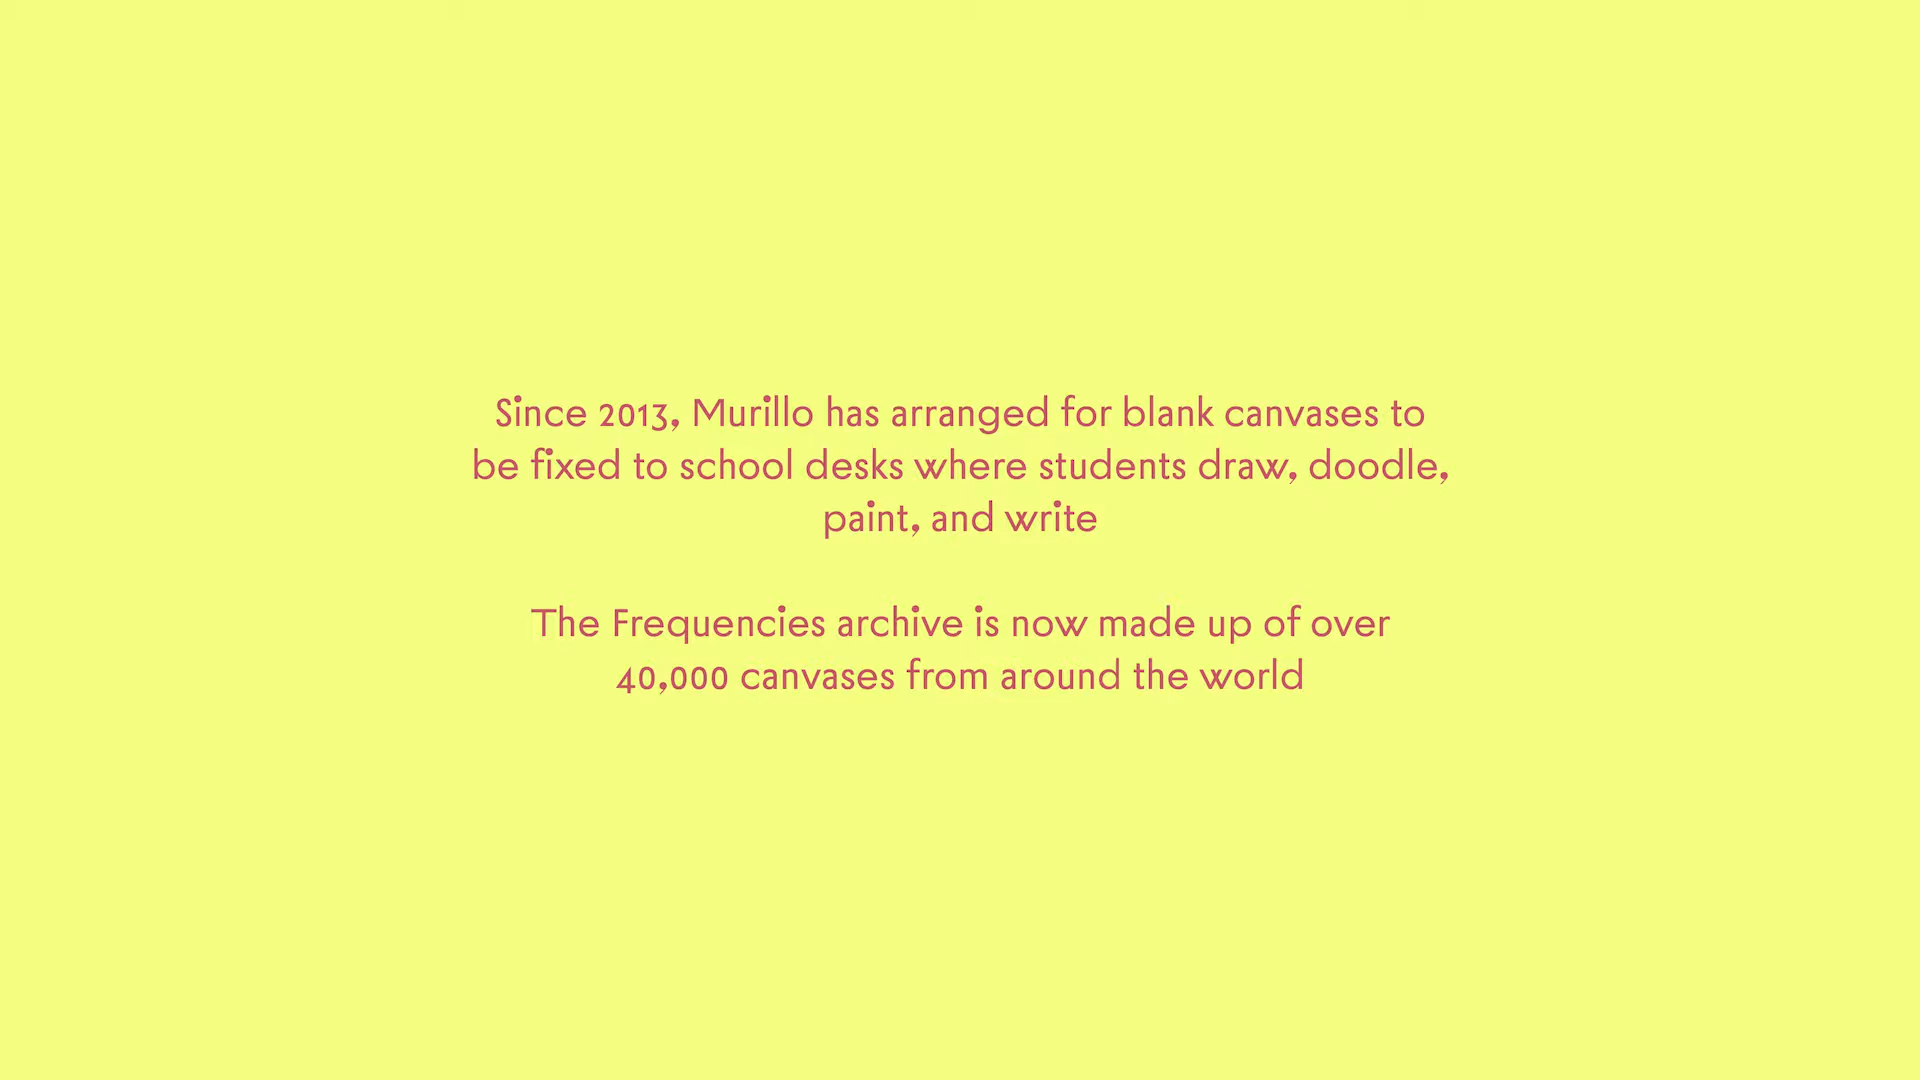 Since 2013, Murillo has arranged for blank canvases to
be fixed to school desks where students draw, doodle,
paint, and write
The Frequencies archive is now made up of over
40,000 canvases from around the world